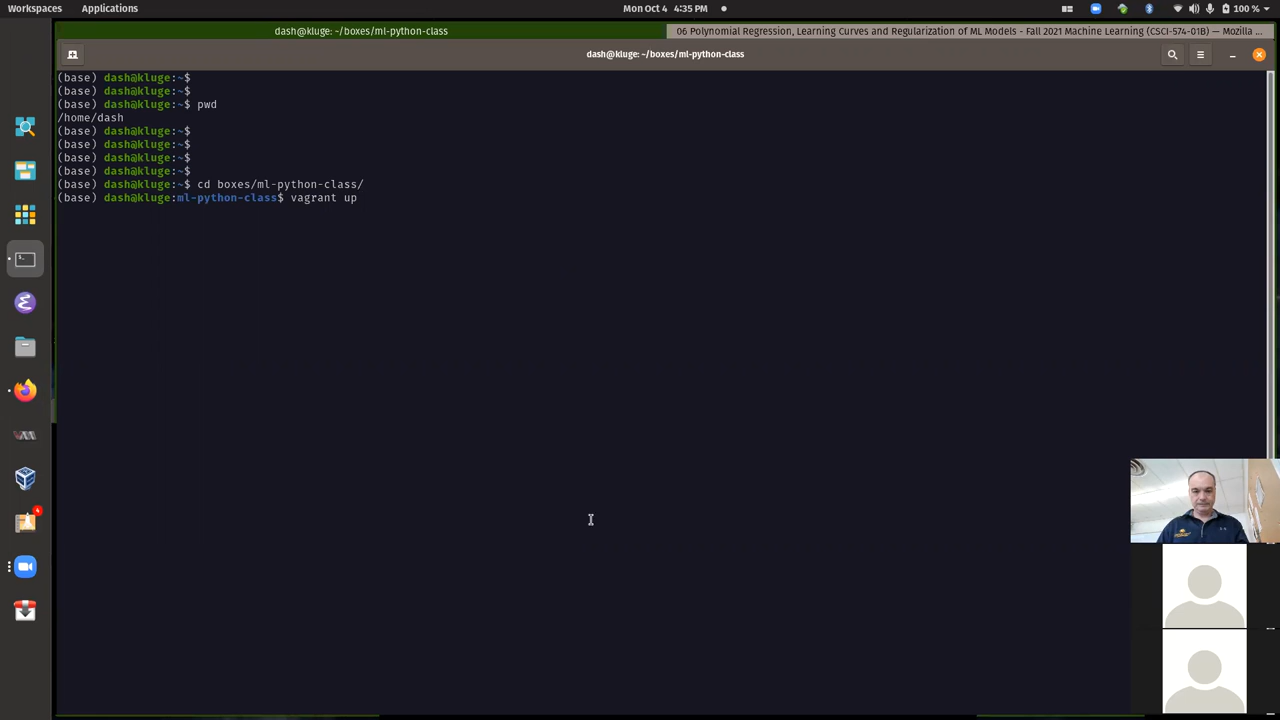 Workspaces Applications Mon Oct 4 4:35 PM 100 %
dash@kluge: ~/boxes/ml-python-class 06 Polynomial Regression, Learning Curves and Regularization of ML Models - Fall 2021 Machine Learning (CSCI-574-01B) — Mozilla ...
dash@kluge: ~/boxes/ml-python-class
(base) dash@kluge:~$
(base) dash@kluge:~$
(base) dash@kluge:~$ pwd
/home/dash
(base) dash@kluge:~$
(base) dash@kluge:~$
(base) dash@kluge:~$
(base) dash@kluge:~$
(base) dash@kluge:~$ cd boxes/ml-python-class/
(base) dash@kluge:ml-python-class$ vagrant up